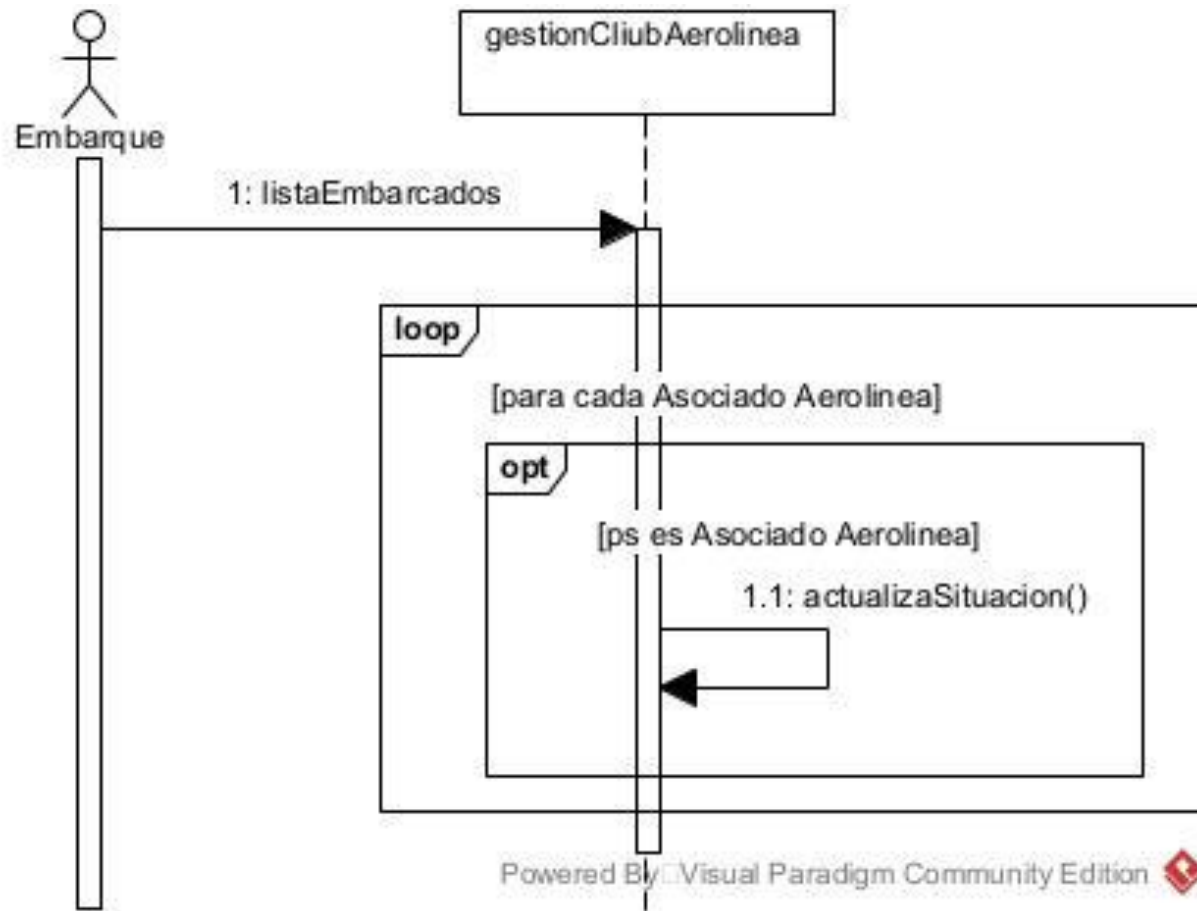 gestionCliubAerolinea
Embarque
1: listaEmbarcados
loop
[para cada Asociado Aerolinea]
opt
[ps es Asociado Aerolinea]
1.1: actualizaSituacion()
Powered By Visual Paradigm Community Edition